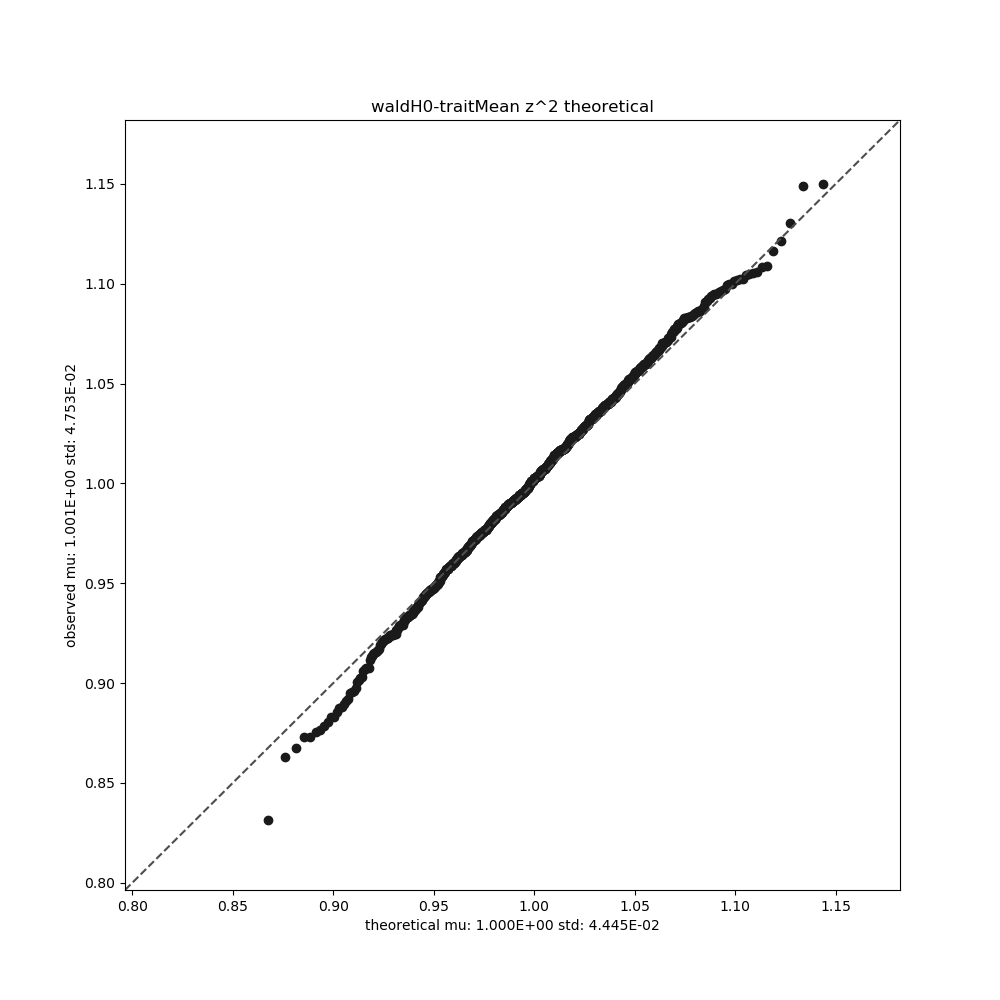 waldH0-traitMean z^2 theoretical
observed mu: 1.001E+00 std: 4.753E-02
1.15
1.10
1.05
1.00
0.95
0.90
0.85
0.80
0.80 0.85 0.90 0.95 1.00 1.05 1.10 1.15
theoretical mu: 1.000E+00 std: 4.445E-02